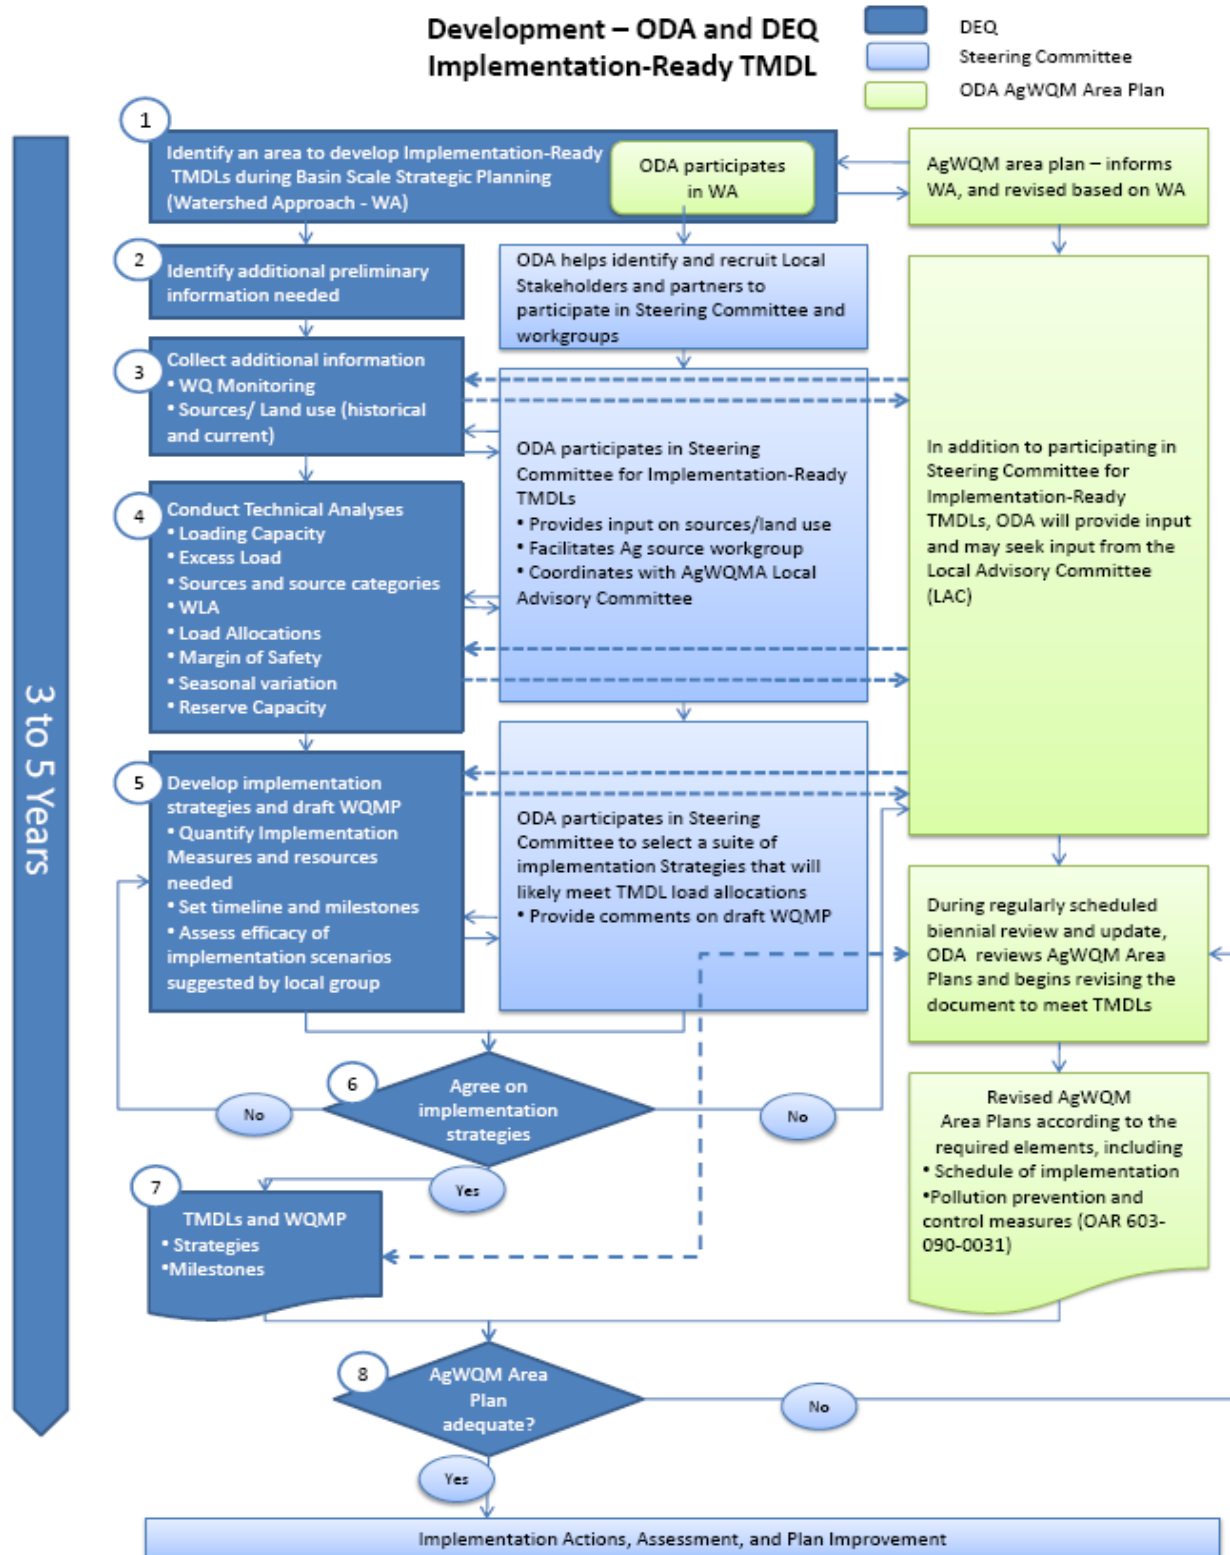 Development – ODA and DEQ
Implementation-Ready TMDL
DEQ
Steering Committee
ODA AgWQM Area Plan
3 to 5 Years
1
Identify an area to develop Implementation-Ready
TMDLs during Basin Scale Strategic Planning
(Watershed Approach - WA)
ODA participates
in WA
AgWQM area plan – informs
WA, and revised based on WA
2
Identify additional preliminary
information needed
ODA helps identify and recruit Local
Stakeholders and partners to
participate in Steering Committee and
workgroups
3
Collect additional information
• WQ Monitoring
• Sources/ Land use (historical
and current)
ODA participates in Steering
Committee for Implementation-Ready
TMDLs
• Provides input on sources/land use
• Facilitates Ag source workgroup
• Coordinates with AgWQMA Local
Advisory Committee
In addition to participating in
Steering Committee for
Implementation-Ready
TMDLs, ODA will provide input
and may seek input from the
Local Advisory Committee
(LAC)
4
Conduct Technical Analyses
• Loading Capacity
• Excess Load
• Sources and source categories
• WLA
• Load Allocations
• Margin of Safety
• Seasonal variation
• Reserve Capacity
5
Develop implementation
strategies and draft WQMP
• Quantify Implementation
Measures and resources
needed
• Set timeline and milestones
• Assess efficacy of
implementation scenarios
suggested by local group
ODA participates in Steering
Committee to select a suite of
implementation Strategies that will
likely meet TMDL load allocations
• Provide comments on draft WQMP
During regularly scheduled
biennial review and update,
ODA reviews AgWQM Area
Plans and begins revising the
document to meet TMDLs
6
Agree on
implementation
strategies
No
No
Yes
Revised AgWQM
Area Plans according to the
required elements, including
• Schedule of implementation
•Pollution prevention and
control measures (OAR 603-
090-0031)
7
TMDLs and WQMP
• Strategies
•Milestones
8
AgWQM Area
Plan
adequate?
No
Yes
Implementation Actions, Assessment, and Plan Improvement